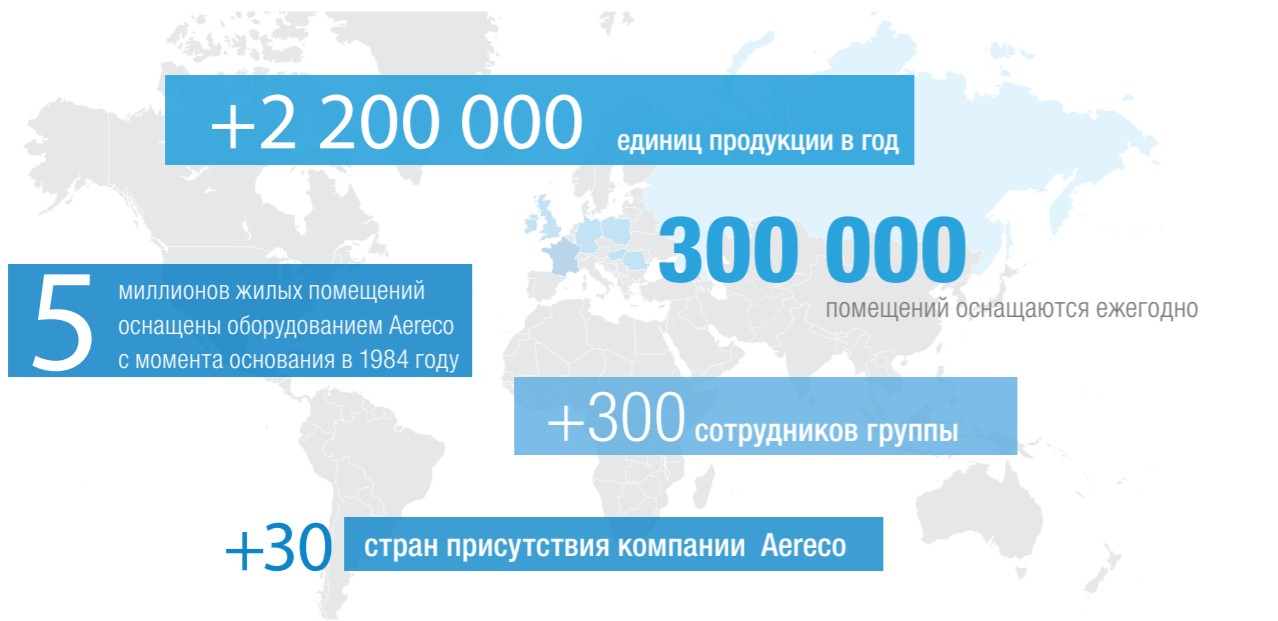 +2 200 000 единиц продукции в год
300 000
помещений оснащаются ежегодно
5
миллионов жилых помещений
оснащены оборудованием Aereco
с момента основания в 1984 году
+300 сотрудников группы
+30 стран присутствия компании Aereco